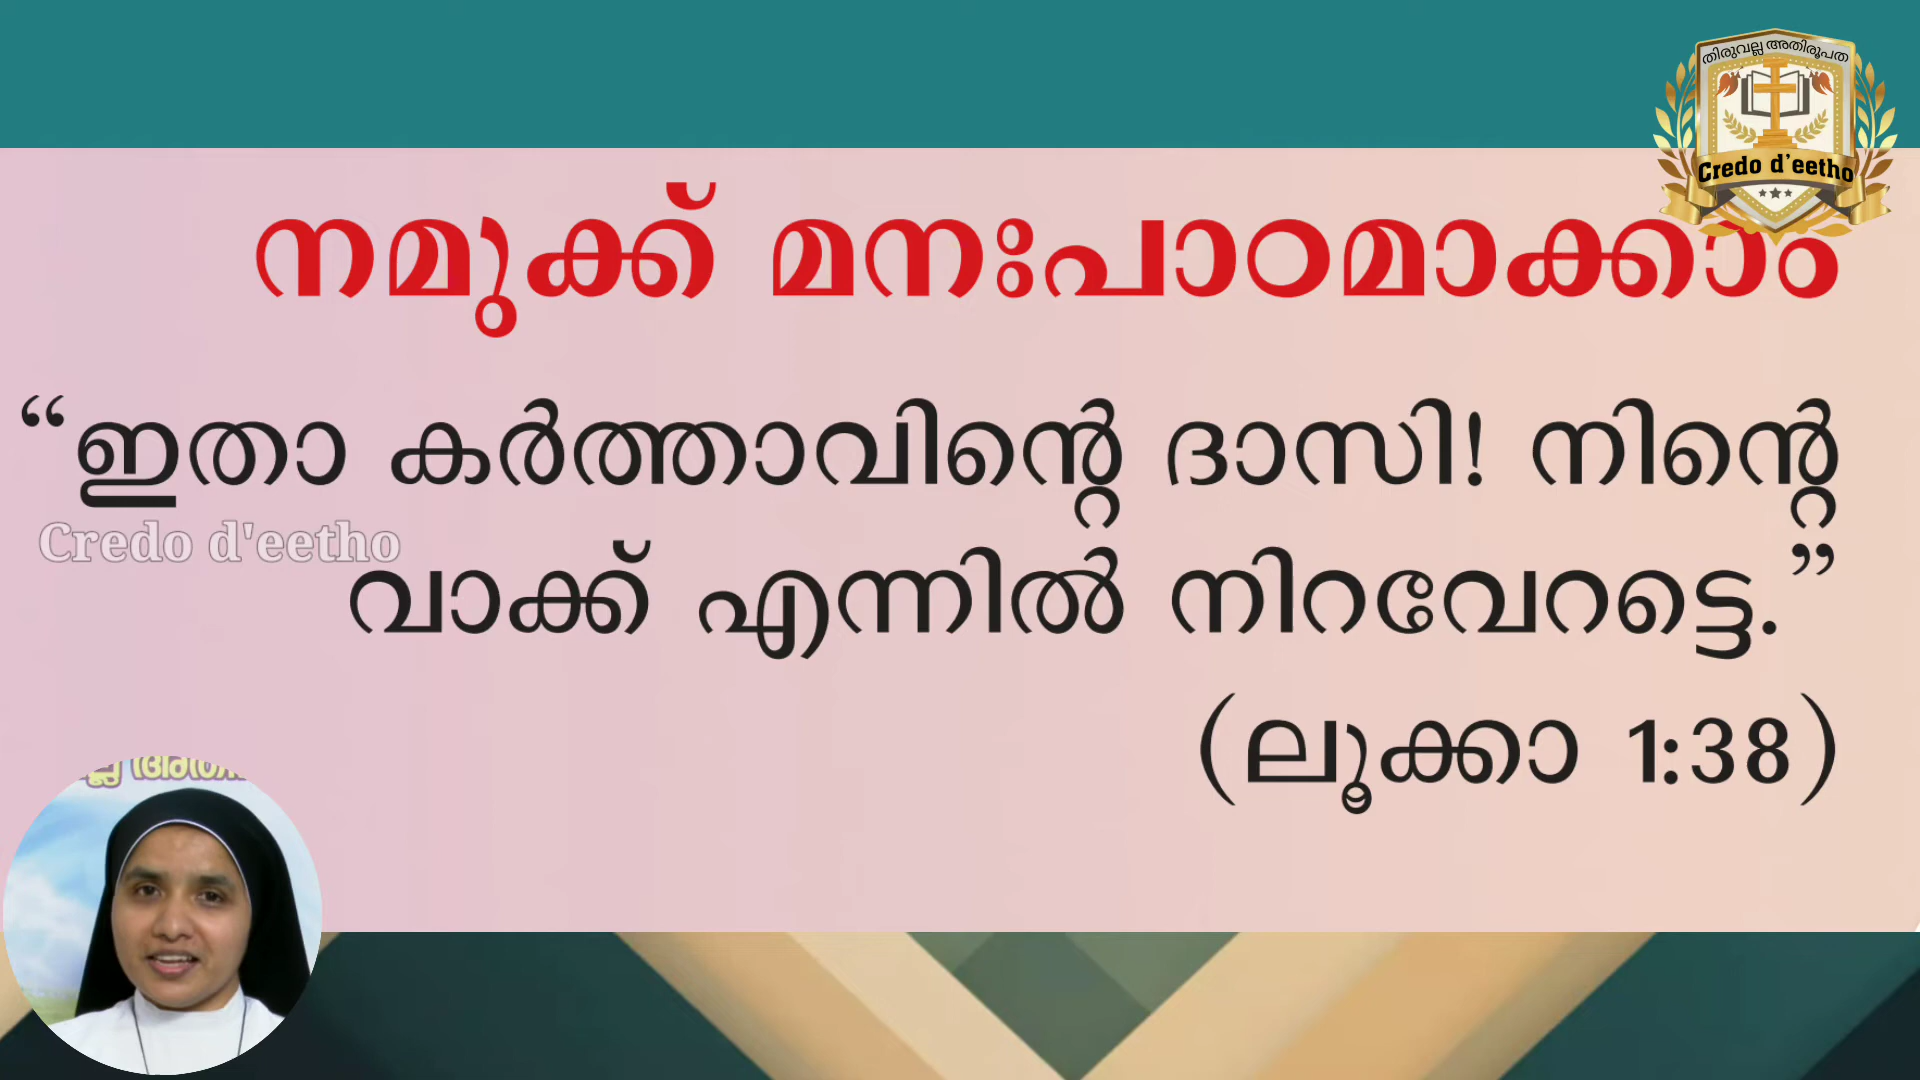 തിരുവല്ല അതിരൂപത
Credo d'eetho
നമുക്ക് മനഃപാഠമാക്കാം
“ഇതാ കർത്താവിന്റെ ദാസി! നിന്റെ
Credo d'eetho
വാക്ക് എന്നിൽ നിറവേറട്ടെ.”
(ലൂക്കാ 1:38)